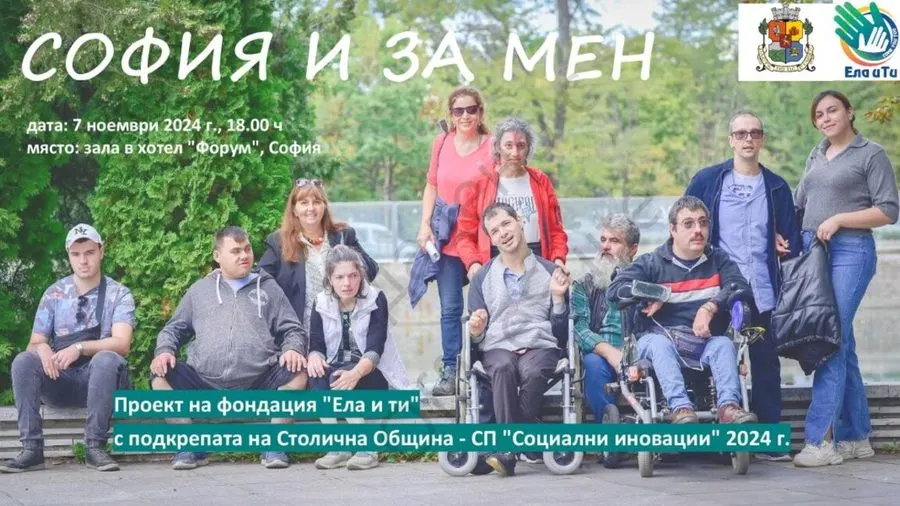 СОФИЯ И ЗА МЕН
Ела иТи
дата: 7 ноември 2024 г., 18.00 ч
място: зала в хотел "Форум", София
Проект на фондация "Ела и ти"
с подкрепата на Столична Община - СП "Социални иновации" 2024 г.